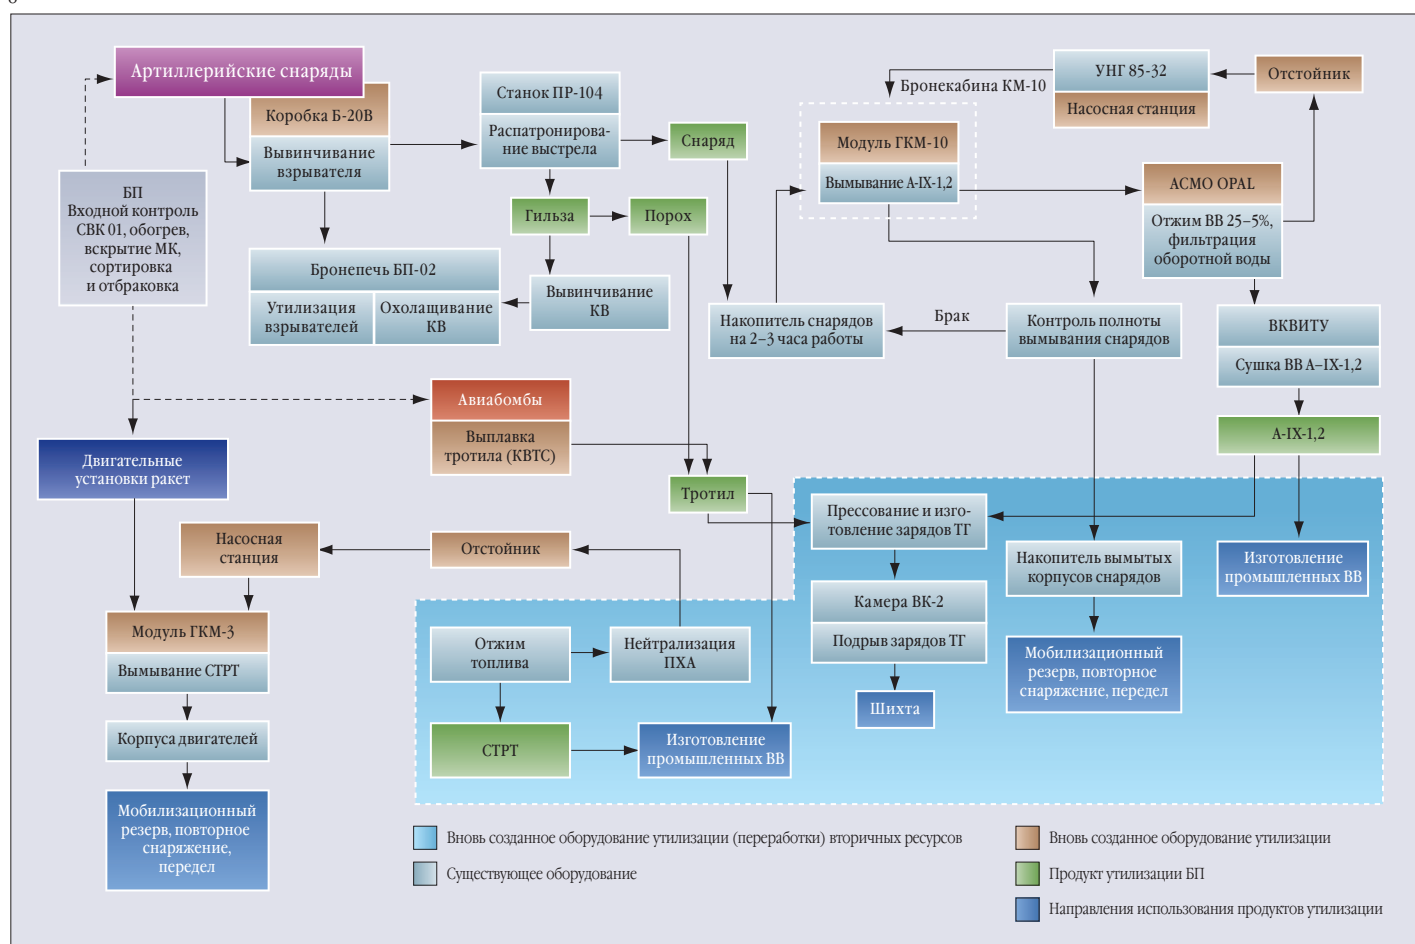 Артиллерийские снаряды
Коробка Б-20В
Вывинчивание
взрывателя
Станок ПР-104
Распатронирова-
ние выстрела
Снаряд
Гильза
Порох
Вывинчивание
КВ
БП
Входной контроль
СВК 01, обогрев,
вскрытие МК,
сортировка
и отбраковка
Бронепечь БП-02
Утилизация
взрывателей
Охолащивание
КВ
Бронекабина КМ-10
Модуль ГКМ-10
Вымывание А-IX-1,2
УНГ 85-32
Насосная станция
Отстойник
АСМО OPAL
Отжим ВВ 25–5%,
фильтрация
оборотной воды
Накопитель снарядов
на 2–3 часа работы
Брак
Контроль полноты
вымывания снарядов
ВКВИТУ
Сушка ВВ А–IX-1,2
А-IX-1,2
Авиабомбы
Выплавка
тротила (КВТС)
Двигательные
установки ракет
Тротил
Насосная
станция
Отстойник
Прессование и изго-
товление зарядов ТГ
Накопитель вымытых
корпусов снарядов
Изготовление
промышленных ВВ
Камера ВК-2
Подрыв зарядов ТГ
Шихта
Мобилизационный
резерв, повторное
снаряжение, передел
Модуль ГКМ-3
Вымывание СТРТ
Отжим
топлива
Нейтрализация
ПХА
СТРТ
Изготовление
промышленных ВВ
Корпуса двигателей
Мобилизационный
резерв, повторное
снаряжение,
передел
Вновь созданное оборудование утилизации (переработки) вторичных ресурсов
Существующее оборудование
Вновь созданное оборудование утилизации
Продукт утилизации БП
Направления использования продуктов утилизации